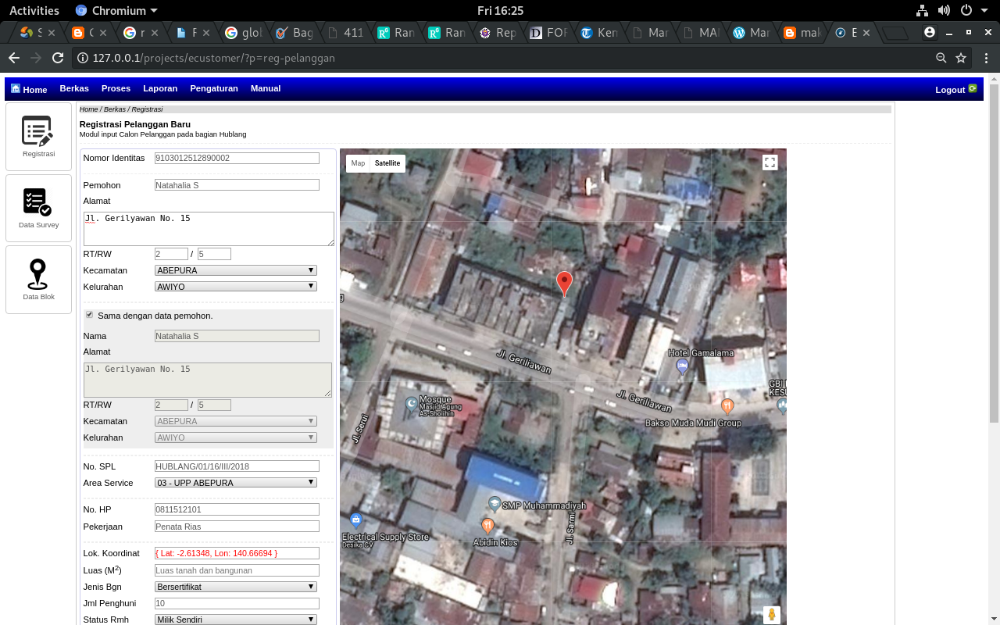 Activities
Chromium
Fri 16:25
S
C
r
F
glob
Bag
411
Ran
Ran
Rep
FOF
Ken
Mar
MAI
Mar
mak
E
127.0.0.1/projects/ecustomer/?p=reg-pelanggan
Home Berkas Proses Laporan Pengaturan Manual
Logout
Registrasi
Data Survey
Data Blok
Home / Berkas / Registrasi
Registrasi Pelanggan Baru
Modul input Calon Pelanggan pada bagian Hublang
Nomor Identitas 9103012512890002
Pemohon Natahalia S
Alamat
Jl. Gerilyawan No. 15
RT/RW 2 / 5
Kecamatan ABEPURA
Kelurahan AWIYO
Sama dengan data pemohon.
Nama Natahalia S
Alamat
Jl. Gerilyawan No. 15
RT/RW 2 / 5
Kecamatan ABEPURA
Kelurahan AWIYO
No. SPL HUBLANG/01/16/III/2018
Area Service 03 - UPP ABEPURA
No. HP 0811512101
Pekerjaan Penata Rias
Lok. Koordinat { Lat: -2.61348, Lon: 140.66694 }
Luas (M2) Luas tanah dan bangunan
Jenis Bgn Bersertifikat
Jml Penghuni 10
Status Rmh Milik Sendiri
Map Satellite
g
Jl. Geriliawan
Hotel Gamalama
Jl. Geriliawan
GBI
KESU
Mosque
Masjid Agung
As-Sholihin
Jl. Serui
Bakso Muda Mudi Group
SMP Muhammadiyah
Jl. Sarmi
Electrical Supply Store
Desika CV
Abidin Kios